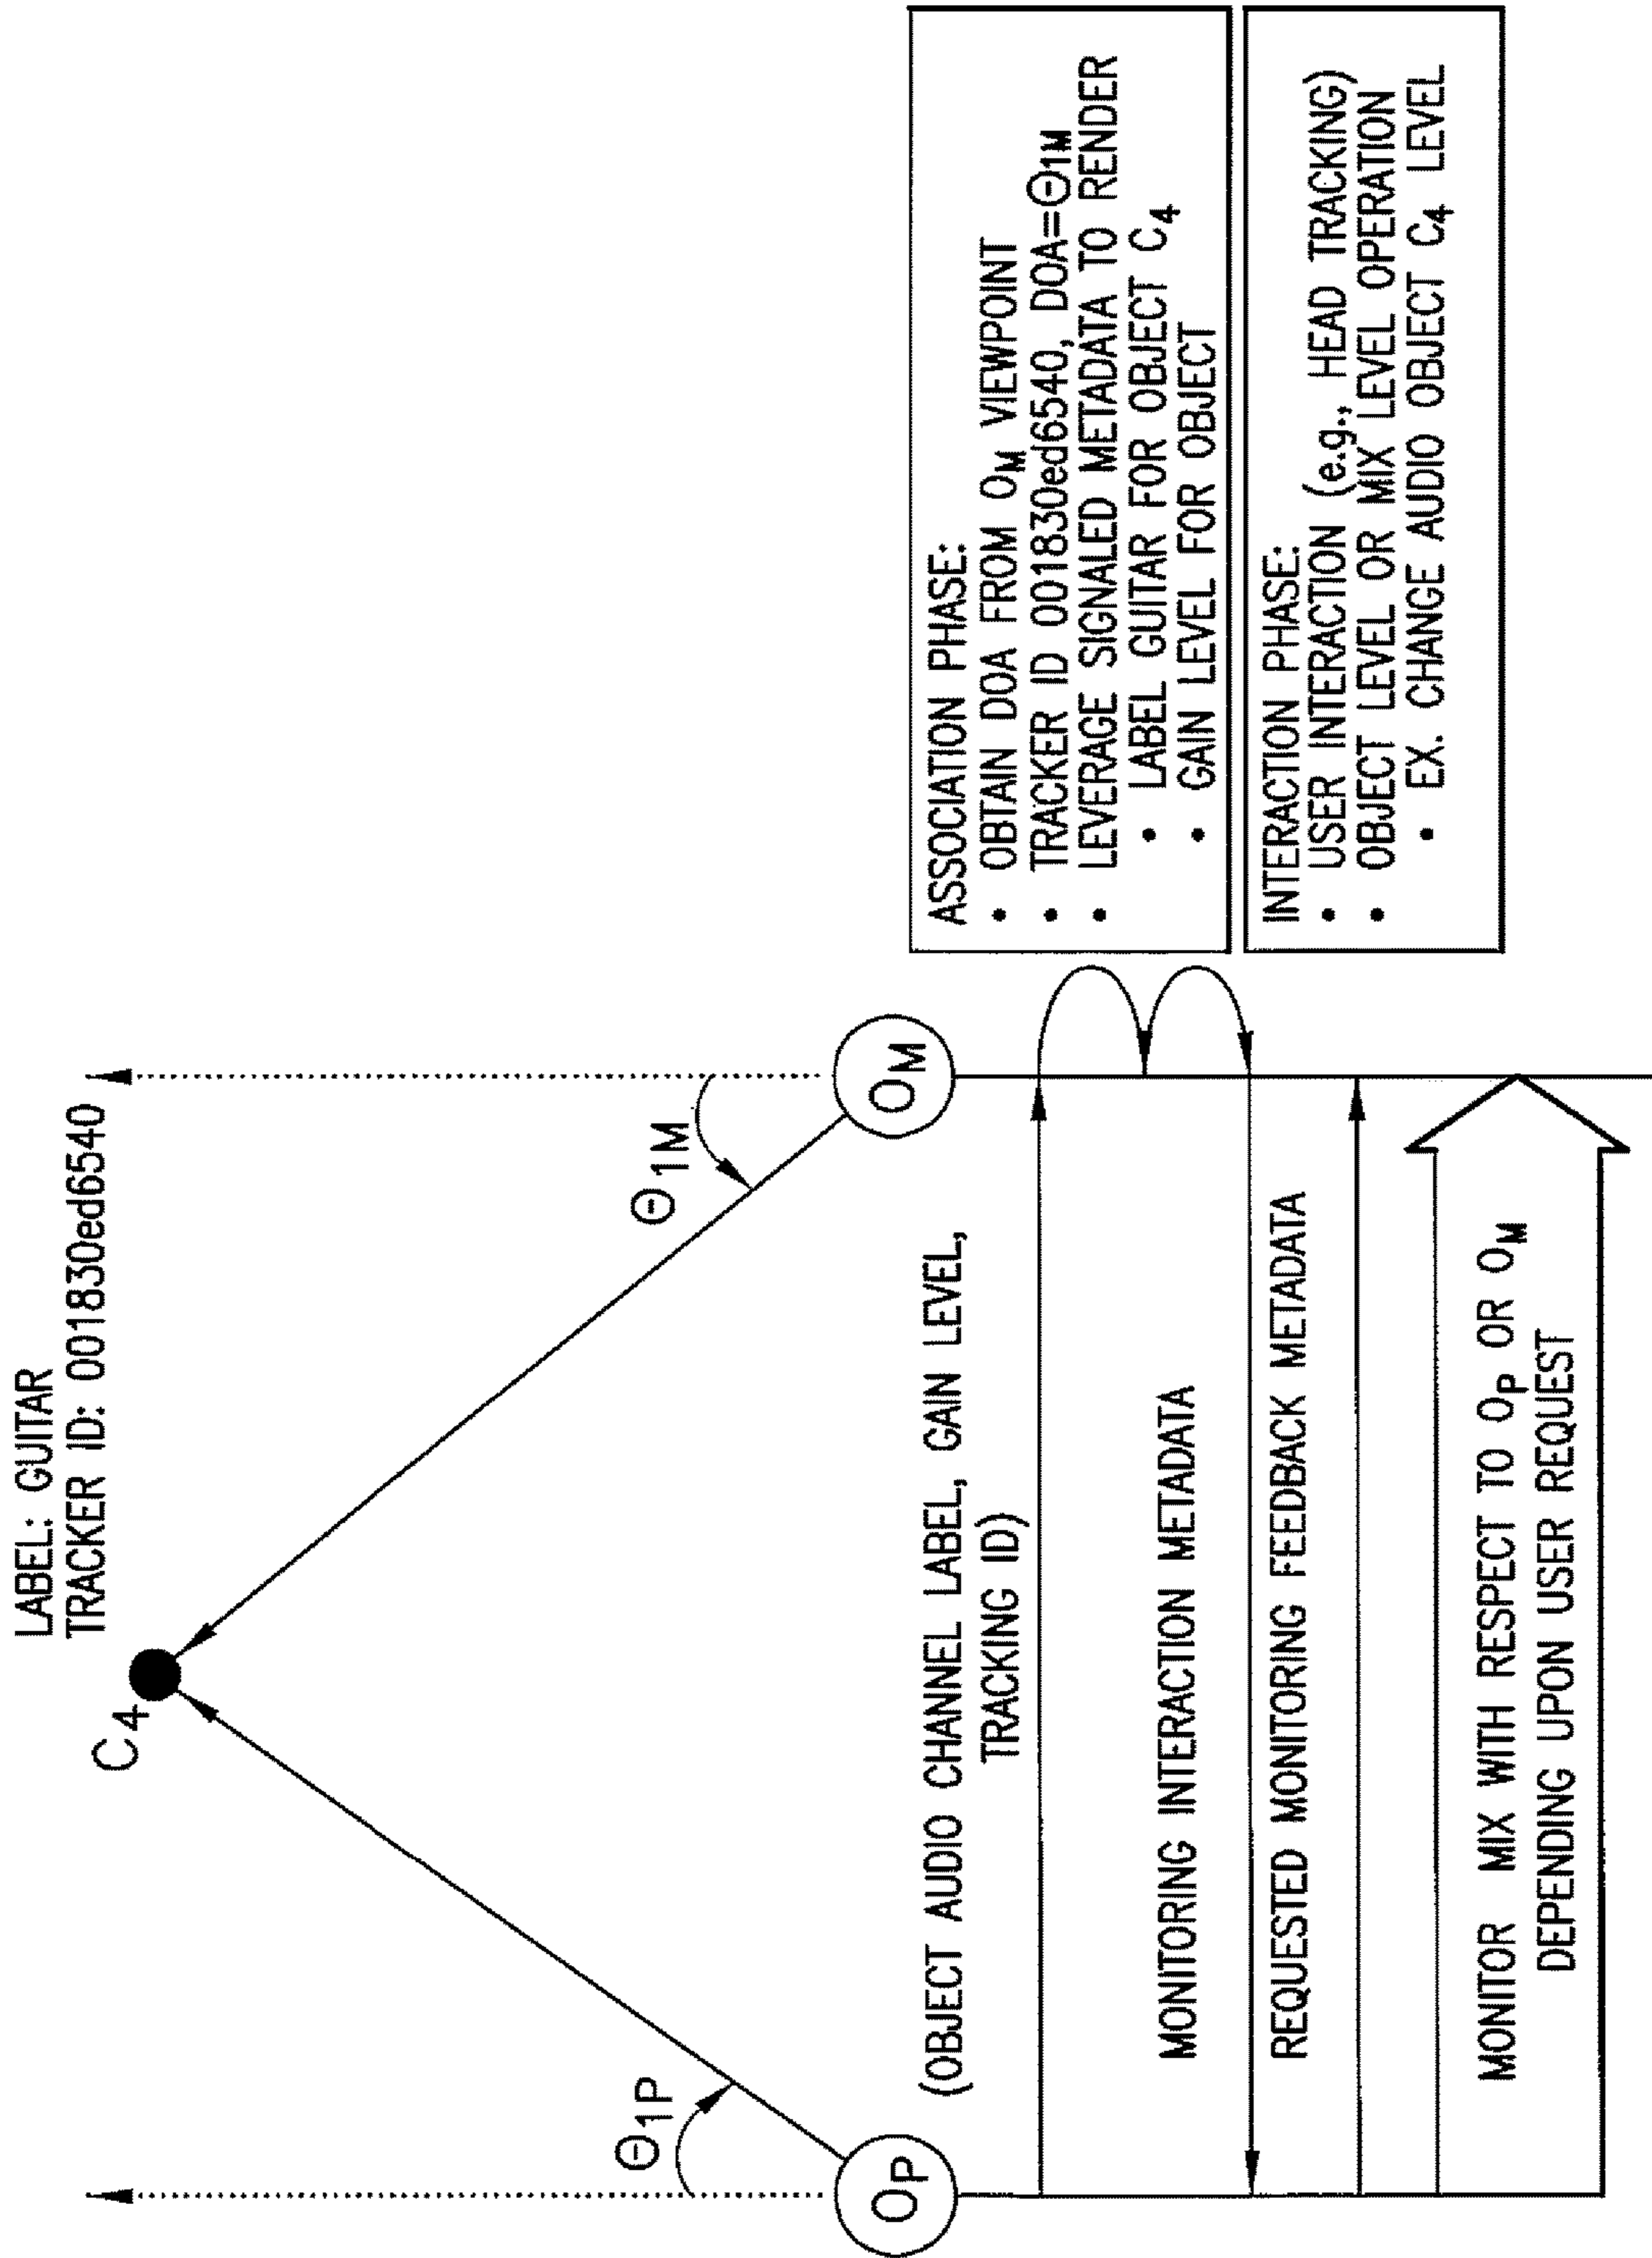 LABEL: GUITAR
TRACKER ID: 001830ed6540
C4
Θ1P
Θ1M
OP
OM
(OBJECT AUDIO CHANNEL LABEL, GAIN LEVEL,
TRACKING ID)
MONITORING INTERACTION METADATA
REQUESTED MONITORING FEEDBACK METADATA
MONITOR MIX WITH RESPECT TO OP OR OM
DEPENDING UPON USER REQUEST
ASSOCIATION PHASE:
• OBTAIN DOA FROM OM VIEWPOINT
• TRACKER ID 001830ed6540, DOA=Θ1M
• LEVERAGE SIGNALED METADATA TO RENDER
• LABEL GUITAR FOR OBJECT C4
• GAIN LEVEL FOR OBJECT
INTERACTION PHASE:
• USER INTERACTION (e.g., HEAD TRACKING)
• OBJECT LEVEL OR MIX LEVEL OPERATION
• EX. CHANGE AUDIO OBJECT C4 LEVEL